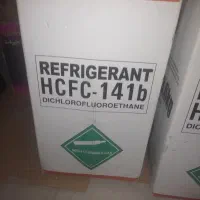 REFRIGERANT
HCFC-141b
DICHLOROFLUOROETHANE